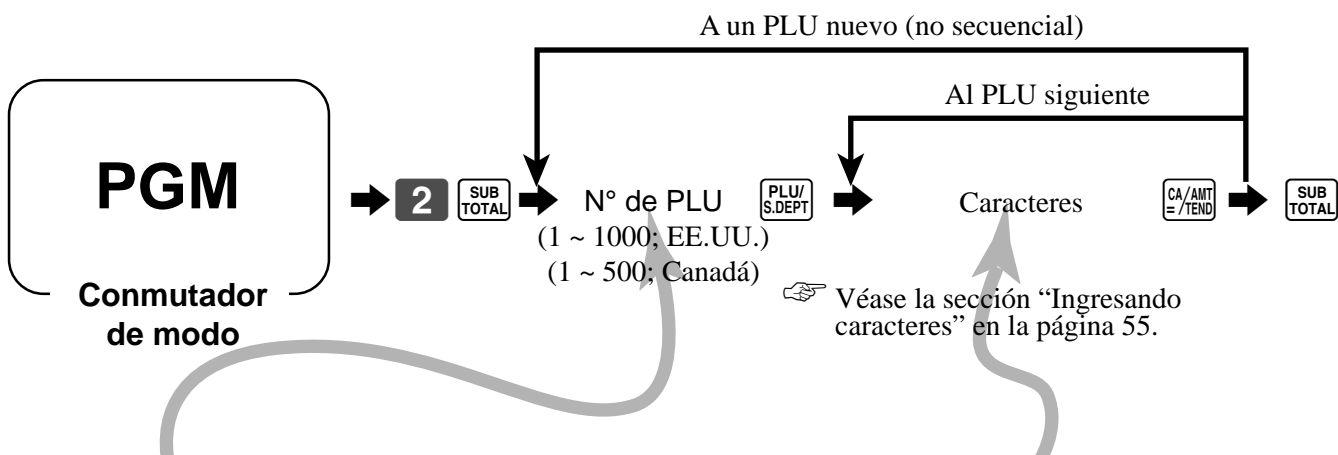 A un PLU nuevo (no secuencial)
Al PLU siguiente
PGM
2
SUB TOTAL
N° de PLU
PLU/ S.DEPT
Caracteres
CA/AMT = /TEND
SUB TOTAL
(1 ~ 1000; EE.UU.)
(1 ~ 500; Canadá)
Conmutador
de modo
☞ Véase la sección “Ingresando
caracteres” en la página 55.